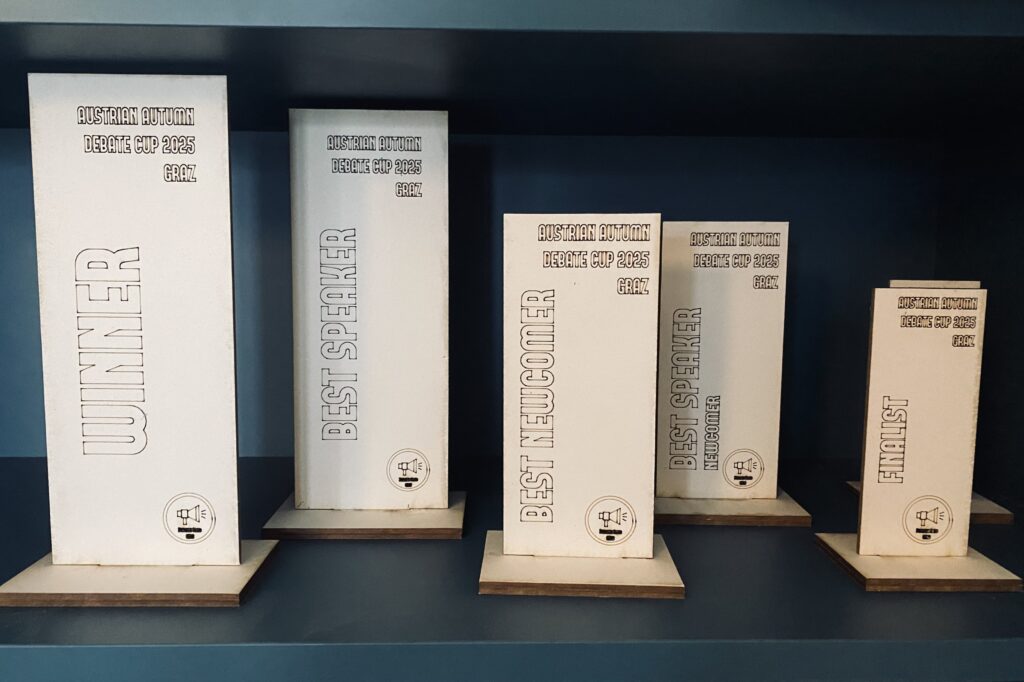 AUSTRIAN AUTUMN
DEBATE CUP 2025
GRAZ
WINNER
AUSTRIAN AUTUMN
DEBATE CUP 2025
GRAZ
BEST SPEAKER
AUSTRIAN AUTUMN
DEBATE CUP 2025
GRAZ
BEST NEWCOMER
AUSTRIAN AUTUMN
DEBATE CUP 2025
GRAZ
BEST SPEAKER
NEWCOMER
AUSTRIAN AUTUMN
DEBATE CUP 2025
GRAZ
FINALIST